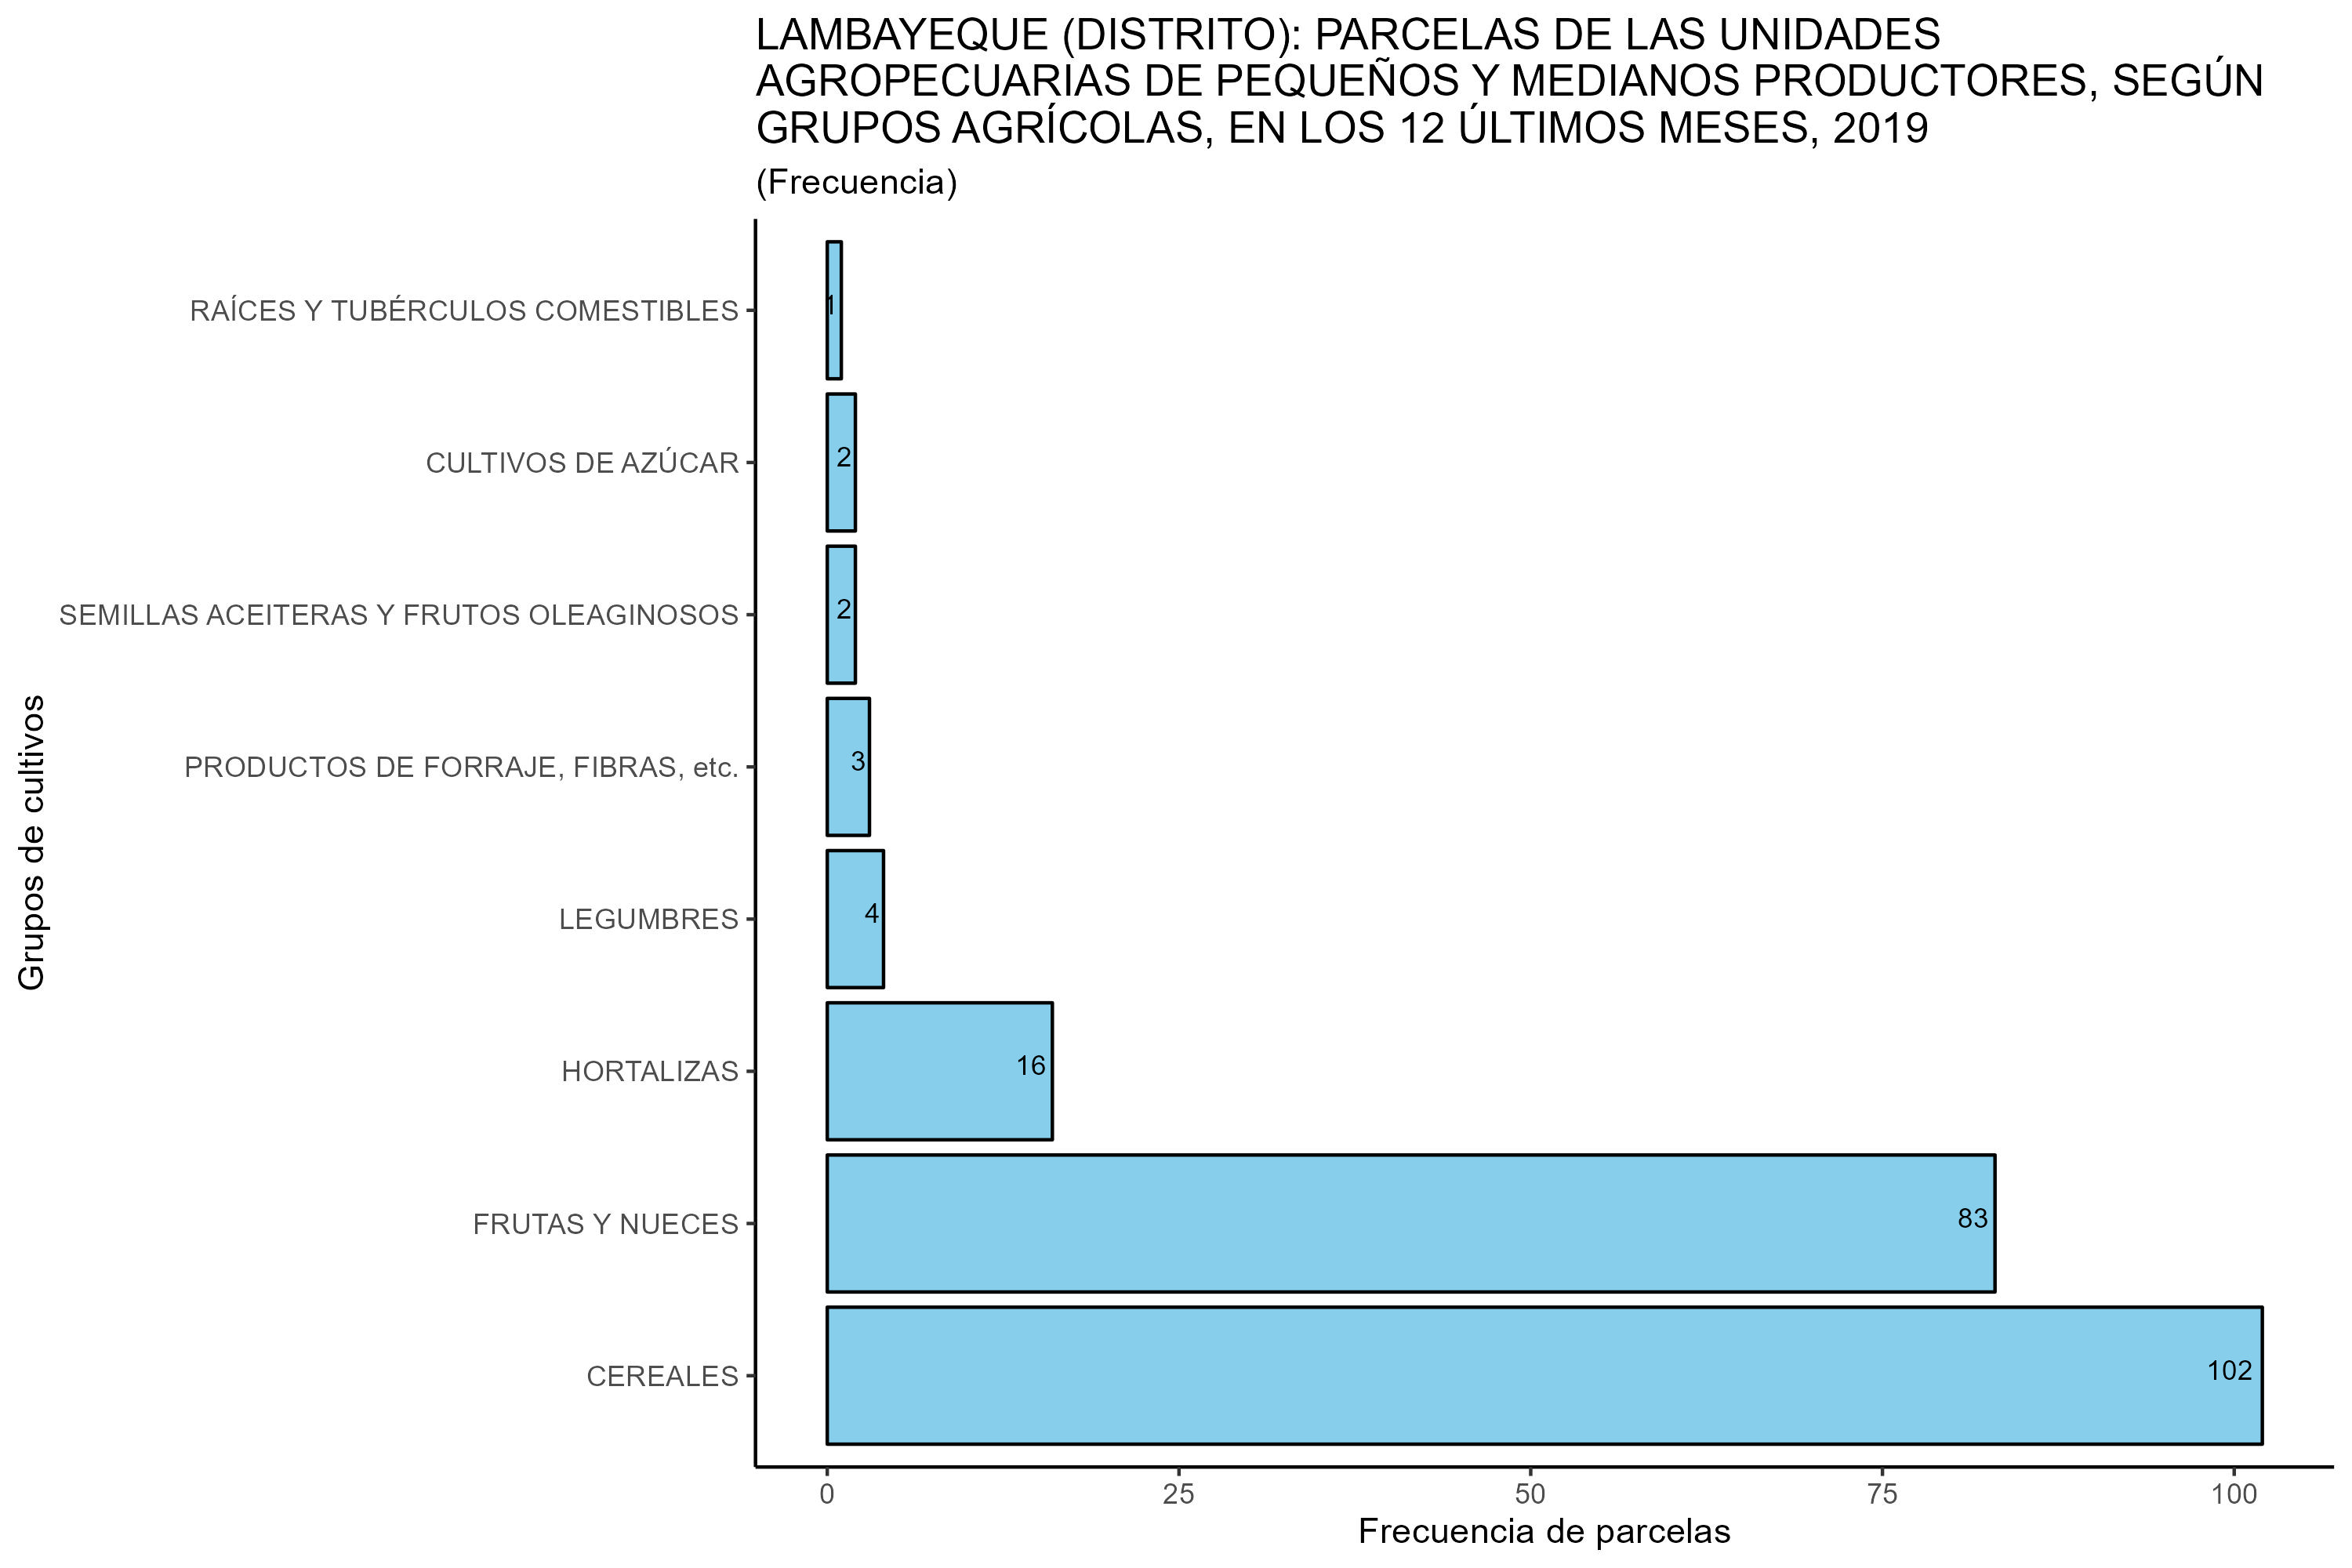 LAMBAYEQUE (DISTRITO): PARCELAS DE LAS UNIDADES
AGROPECUARIAS DE PEQUEÑOS Y MEDIANOS PRODUCTORES, SEGÚN
GRUPOS AGRÍCOLAS, EN LOS 12 ÚLTIMOS MESES, 2019
(Frecuencia)
Grupos de cultivos
RAÍCES Y TUBÉRCULOS COMESTIBLES 1
CULTIVOS DE AZÚCAR 2
SEMILLAS ACEITERAS Y FRUTOS OLEAGINOSOS 2
PRODUCTOS DE FORRAJE, FIBRAS, etc. 3
LEGUMBRES 4
HORTALIZAS 16
FRUTAS Y NUECES 83
CEREALES 102
0 25 50 75 100
Frecuencia de parcelas